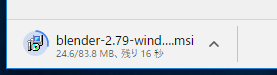 blender-2.79-wind....msi
24.6/83.8 MB、残り 16 秒